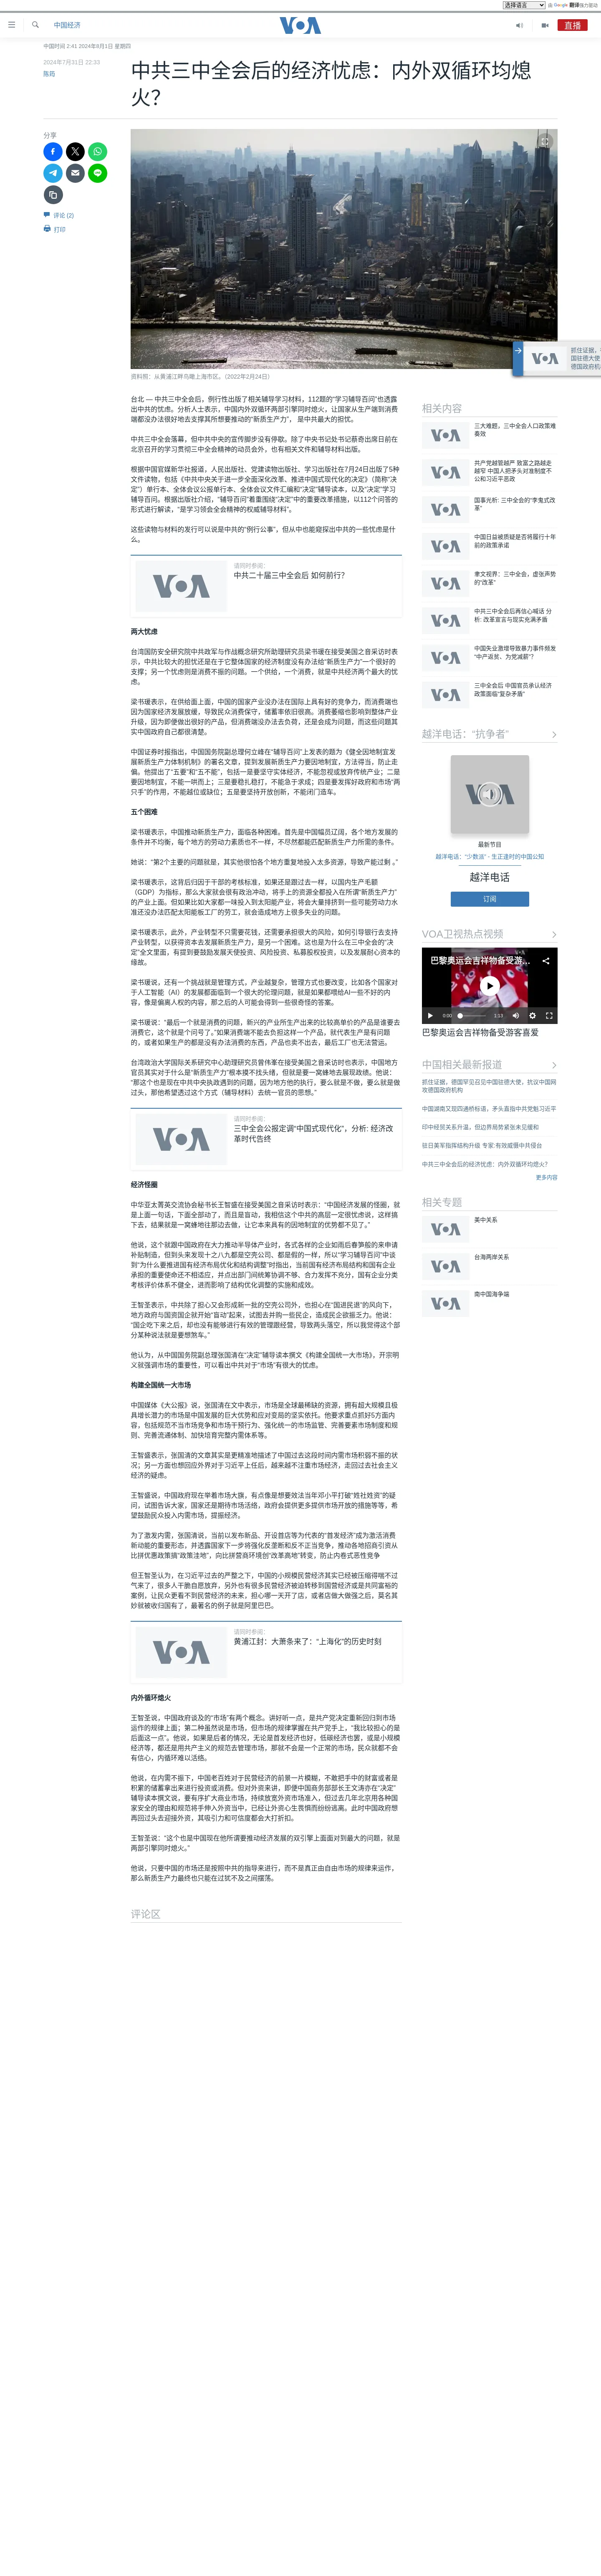 选择语言 由 Google 翻译强力驱动
中国经济
VOA
直播
中国时间 2:41 2024年8月1日 星期四
2024年7月31日 22:33
陈筠
中共三中全会后的经济忧虑：内外双循环均熄
火？
分享
评论 (2)
打印
资料照：从黄浦江畔鸟瞰上海市区。(2022年2月24日）
抓住证据，
国驻德大使
德国政府机
台北 — 中共三中全会后，例行性出版了相关辅导学习材料，112题的“学习辅导百问”也透露
出中共的忧虑。分析人士表示，中国内外双循环两部引擎同时熄火，让国家从生产端到消费
端都没办法很好地去支撑其所想要推动的“新质生产力”， 是中共最大的担忧。
中共三中全会落幕，但中共中央的宣传脚步没有停歇。除了中央书记处书记蔡奇出席日前在
北京召开的学习贯彻三中全会精神的动员会外，也有相关文件和辅导材料出版。
根据中国官媒新华社报道，人民出版社、党建读物出版社、学习出版社在7月24日出版了5种
文件读物，包括《中共中央关于进一步全面深化改革、推进中国式现代化的决定》（简称“决
定”）单行本、全体会议公报单行本、全体会议文件汇编和“决定”辅导读本，以及“决定”学习
辅导百问。根据出版社介绍，“辅导百问”着重围绕“决定”中的重要改革措施，以112个问答的
形式进行解读，“是学习领会全会精神的权威辅导材料”。
这些读物与材料的发行可以说是中共的“例行公事”，但从中也能窥探出中共的一些忧虑是什
么。
VOA
请同时参阅：
中共二十届三中全会后 如何前行？
两大忧虑
台湾国防安全研究院中共政军与作战概念研究所助理研究员梁书瑗在接受美国之音采访时表
示，中共比较大的担忧还是在于它整体国家的经济制度没有办法给“新质生产力”一个很好的
支撑；另一个忧虑则是消费不振的问题。一个供给，一个消费，就是中共经济两个最大的忧
虑。
梁书瑗表示，在供给面上面，中国的国家产业没办法在国际上具有好的竞争力，而消费端也
因为国家经济发展放缓，导致民众消费保守，储蓄率依旧很高。消费萎缩也影响到整体产业
升级，因为即便做出很好的产品，但消费端没办法去负荷，还是会成为问题，而这些问题其
实中国政府自己都很清楚。
中国证券时报指出，中国国务院副总理何立峰在“辅导百问”上发表的题为《健全因地制宜发
展新质生产力体制机制》的署名文章，提到发展新质生产力要因地制宜，方法得当，防止走
偏。他提出了“五要”和“五不能”，包括一是要坚守实体经济，不能忽视或放弃传统产业；二是
要因地制宜，不能一哄而上；三是要稳扎稳打，不能急于求成；四是要发挥好政府和市场“两
只手”的作用，不能越位或缺位；五是要坚持开放创新，不能闭门造车。
五个困难
梁书瑗表示，中国推动新质生产力，面临各种困难。首先是中国幅员辽阔，各个地方发展的
条件并不均衡，每个地方的劳动力素质也不一样，不尽然都能匹配新质生产力所需的条件。
她说：“第2个主要的问题就是，其实他很怕各个地方重复地投入太多资源，导致产能过剩 。”
梁书瑗表示，这背后归因于干部的考核标准，如果还是跟过去一样，以国内生产毛额
（GDP）为指标，那么大家就会很有政治冲动，将手上的资源全都投入在所谓“新质生产力”
的产业上面。但如果比如大家都一味投入到太阳能产业，将会大量排挤到一些可能劳动力水
准还没办法匹配太阳能板工厂的劳工，就会造成地方上很多的问题。
梁书瑗表示，此外，产业转型不只需要花钱，还需要承担很大的风险，如何引导银行去支持
产业转型，以获得资本去发展新质生产力，是另一个困难。这也是为什么在三中全会的“决
定”全文里面，有提到要鼓励发展天使投资、风险投资、私募股权投资，以及发展耐心资本的
缘故。
梁书瑗说，还有一个挑战就是管理方式，产业越复杂，管理方式也要改变，比如各个国家对
于人工智能（AI）的发展都面临到一个很大的伦理问题，就是如果都喂给AI一些不好的内
容，像是偏离人权的内容，那之后的人可能会得到一些很奇怪的答案。
梁书瑗说：“最后一个就是消费的问题，新兴的产业所生产出来的比较高单价的产品是谁要去
消费它，这个就是个问号了。”如果消费端不能去负担这样子的一个产品，就代表生产是有问题
的，或者如果生产的都是没有办法消费的东西，产品也卖不出去，最后工厂也无法营运。
台湾政治大学国际关系研究中心助理研究员曾伟峯在接受美国之音采访时也表示，中国地方
官员其实对于什么是“新质生产力”根本摸不着头绪，但就是要一窝蜂地去展现政绩。他说：
“那这个也是现在中共中央执政遇到的问题，因为地方他的执行，要么就是不做，要么就是做
过头，那他希望透过这个方式（辅导材料）去统一官员的思想。”
VOA
请同时参阅：
三中全会公报定调“中国式现代化”，分析: 经济改
革时代告终
经济怪圈
中华亚太菁英交流协会秘书长王智盛在接受美国之音采访时表示：“中国经济发展的怪圈，就
是上面一句话，下面全部动了，而且是盲动，我相信这个中共的高层一定很忧虑说，这样搞
下去，结果就是一窝蜂地往那边去做，让它本来具有的因地制宜的优势都不见了。”
他说，这个就跟中国政府在大力推动半导体产业时，各式各样的企业如雨后春笋般的来申请
补贴制造，但到头来发现十之八九都是空壳公司、都是假的一样，所以“学习辅导百问”中谈
到“为什么要推进国有经济布局优化和结构调整”时指出，当前国有经济布局结构和国有企业
承担的重要使命还不相适应，并点出部门间统筹协调不够、合力发挥不充分，国有企业分类
考核评价体系不健全，进而影响了结构优化调整的实施和成效。
王智圣表示，中共除了担心又会形成新一批的空壳公司外，也担心在“国进民退”的风向下，
地方政府与国资国企就开始“盲动”起来，试图去并购一些民企，造成民企欲振乏力。他说：
“国企吃下来之后，却也没有能够进行有效的管理跟经营，导致两头落空，所以我觉得这个部
分某种说法就是要想煞车。”
他认为，从中国国务院副总理张国清在“决定”辅导读本撰文《构建全国统一大市场》，开宗明
义就强调市场的重要性，可以看出中共对于“市场”有很大的忧虑。
构建全国统一大市场
中国媒体《大公报》说，张国清在文中表示，市场是全球最稀缺的资源，拥有超大规模且极
具增长潜力的市场是中国发展的巨大优势和应对变局的坚实依托。他要求重点抓好5方面内
容，包括规范不当市场竞争和市场干预行为、强化统一的市场监管、完善要素市场制度和规
则、完善流通体制、加快培育完整内需体系等。
王智盛表示，张国清的文章其实是更精准地描述了中国过去这段时间内需市场积弱不振的状
况；另一方面也想回应外界对于习近平上任后，越来越不注重市场经济，走回过去社会主义
经济的疑虑。
王智盛说，中国政府现在举着市场大旗，有点像是想要效法当年邓小平打破“姓社姓资”的疑
问，试图告诉大家，国家还是期待市场活络，政府会提供更多提供市场开放的措施等等，希
望鼓励民众投入内需市场，提振经济。
为了激发内需，张国清说，当前以发布新品、开设首店等为代表的“首发经济”成为激活消费
新动能的重要形态，并透露国家下一步将强化反垄断和反不正当竞争，推动各地招商引资从
比拼优惠政策搞“政策洼地”，向比拼营商环境创“改革高地”转变，防止内卷式恶性竞争
但王智圣认为，在习近平过去的严整之下，中国的小规模民营经济其实已经被压缩得喘不过
气来了，很多人干脆自愿放弃，另外也有很多民营经济被迫转移到国营经济或是共同富裕的
案例，让民众更看不到民营经济的未来，担心哪一天开了店，或者店做大做强之后，莫名其
妙就被收归国有了，最著名的例子就是阿里巴巴。
VOA
请同时参阅：
黄浦江封：大萧条来了：“上海化”的历史时刻
内外循环熄火
王智圣说，中国政府谈及的“市场”有两个概念。讲好听一点，是共产党决定重新回归到市场
运作的规律上面；第二种虽然说是市场，但市场的规律掌握在共产党手上，“我比较担心的是
后面这一点”。他说，如果是后者的情况，无论是首发经济也好，低碳经济也罢，或是小规模
经济等，都还是用共产主义的规范去管理市场，那就不会是一个正常的市场，民众就都不会
有信心，内循环难以活络。
他说，在内需不振下，中国老百姓对于民营经济的前景一片模糊，不敢把手中的财富或者是
积累的储蓄拿出来进行投资或消费。但对外资来讲，即便中国商务部部长王文涛亦在“决定”
辅导读本撰文说，要有序扩大商业市场，持续放宽外资市场准入，但过去几年北京用各种国
家安全的理由和规范将手伸入外资当中，已经让外资心生畏惧而纷纷逃离。此时中国政府想
再回过头去迎接外资，其吸引力和可信度都会大打折扣。
王智圣说：“这个也是中国现在他所谓要推动经济发展的双引擎上面面对到最大的问题，就是
两部引擎同时熄火。”
他说，只要中国的市场还是按照中共的指导来进行，而不是真正由自由市场的规律来运作，
那么新质生产力最终也只能在过犹不及之间摆荡。
评论区
相关内容
三大难题，三中全会人口政策难
奏效
共产党越管越严 致富之路越走
越窄 中国人把矛头对准制度不
公和习近平恶政
国事光析: 三中全会的“李鬼式改
革”
中国日益被质疑是否将履行十年
前的政策承诺
聿文视界：三中全会，虚张声势
的“改革”
中共三中全会后再信心喊话 分
析: 改革宣言与现实充满矛盾
中国失业激增导致暴力事件频发
“中产返贫，为党减薪”？
三中全会后 中国官员承认经济
政策面临“复杂矛盾”
越洋电话：“抗争者”
最新节目
越洋电话：“少数派” - 生正逢时的中国公知
越洋电话
订阅
VOA卫视热点视频
巴黎奥运会吉祥物备受游...
0:00 1:13
巴黎奥运会吉祥物备受游客喜爱
中国相关最新报道
抓住证据，德国罕见召见中国驻德大使，抗议中国网
攻德国政府机构
中国湖南又现四通桥标语，矛头直指中共党魁习近平
印中经贸关系升温，但边界局势紧张未见缓和
驻日美军指挥结构升级 专家:有效威慑中共侵台
中共三中全会后的经济忧虑：内外双循环均熄火？
更多内容
相关专题
美中关系
台海两岸关系
南中国海争端